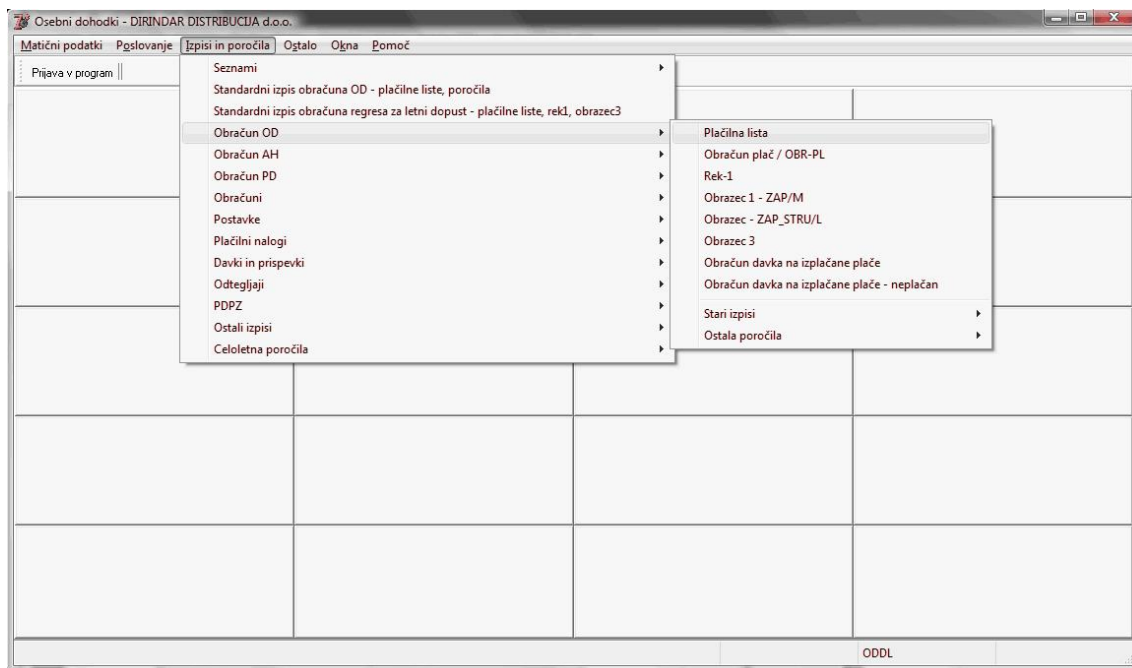 Osebni dohodki - DIRINDAR DISTRIBUCIJA d.o.o.
Matični podatki Poslovanje Izpisi in poročila Ostalo Okna Pomoč
Prijava v program
Seznami
Standardni izpis obračuna OD - plačilne liste, poročila
Standardni izpis obračuna regresa za letni dopust - plačilne liste, rek1, obrazec3
Obračun OD
Obračun AH
Obračun PD
Obračuni
Postavke
Plačilni nalogi
Davki in prispevki
Odtegljaji
PDPZ
Ostali izpisi
Celoletna poročila
Plačilna lista
Obračun plač / OBR-PL
Rek-1
Obrazec 1 - ZAP/M
Obrazec - ZAP_STRU/L
Obrazec 3
Obračun davka na izplačane plače
Obračun davka na izplačane plače - neplačan
Stari izpisi
Ostala poročila
ODDL